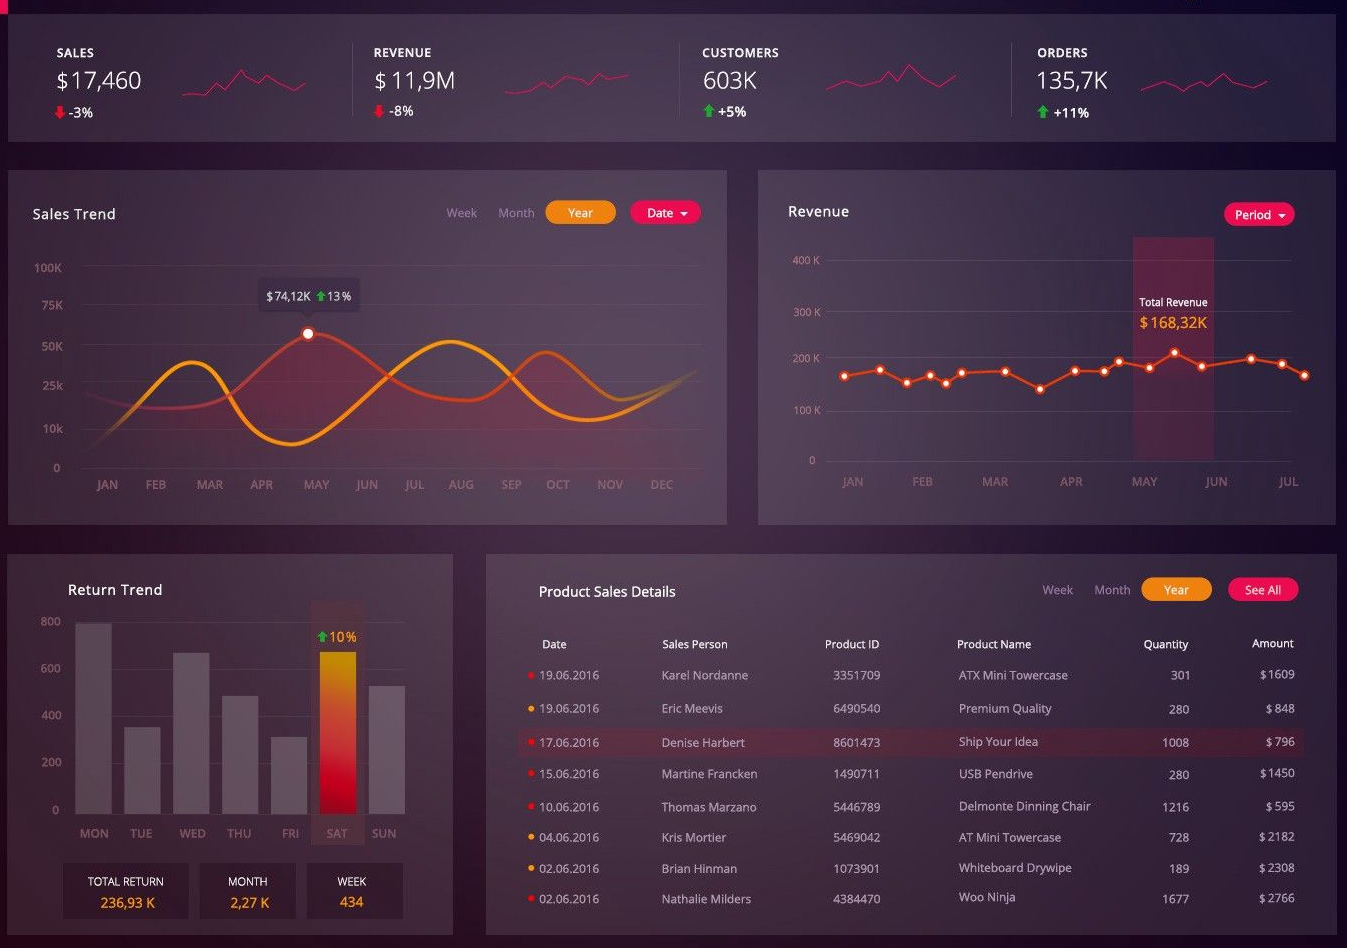 SALES
$17,460
-3%
REVENUE
$11,9M
-8%
CUSTOMERS
603K
+5%
ORDERS
135,7K
+11%
Sales Trend
Week Month Year Date
100K
75K
50K
25k
10k
0
$74,12K 13%
JAN FEB MAR APR MAY JUN JUL AUG SEP OCT NOV DEC
Revenue
Period
400 K
300 K
200 K
100 K
0
Total Revenue
$168,32K
JAN FEB MAR APR MAY JUN JUL
Return Trend
800
600
400
200
0
10%
MON TUE WED THU FRI SAT SUN
TOTAL RETURN
236,93 K
MONTH
2,27 K
WEEK
434
Product Sales Details
Week Month Year See All
Date Sales Person Product ID Product Name Quantity Amount
19.06.2016 Karel Nordanne 3351709 ATX Mini Towercase 301 $1609
19.06.2016 Eric Meevis 6490540 Premium Quality 280 $848
17.06.2016 Denise Harbert 8601473 Ship Your Idea 1008 $796
15.06.2016 Martine Francken 1490711 USB Pendrive 280 $1450
10.06.2016 Thomas Marzano 5446789 Delmonte Dinning Chair 1216 $595
04.06.2016 Kris Mortier 5469042 AT Mini Towercase 728 $2182
02.06.2016 Brian Hinman 1073901 Whiteboard Drywipe 189 $2308
02.06.2016 Nathalie Milders 4384470 Woo Ninja 1677 $2766